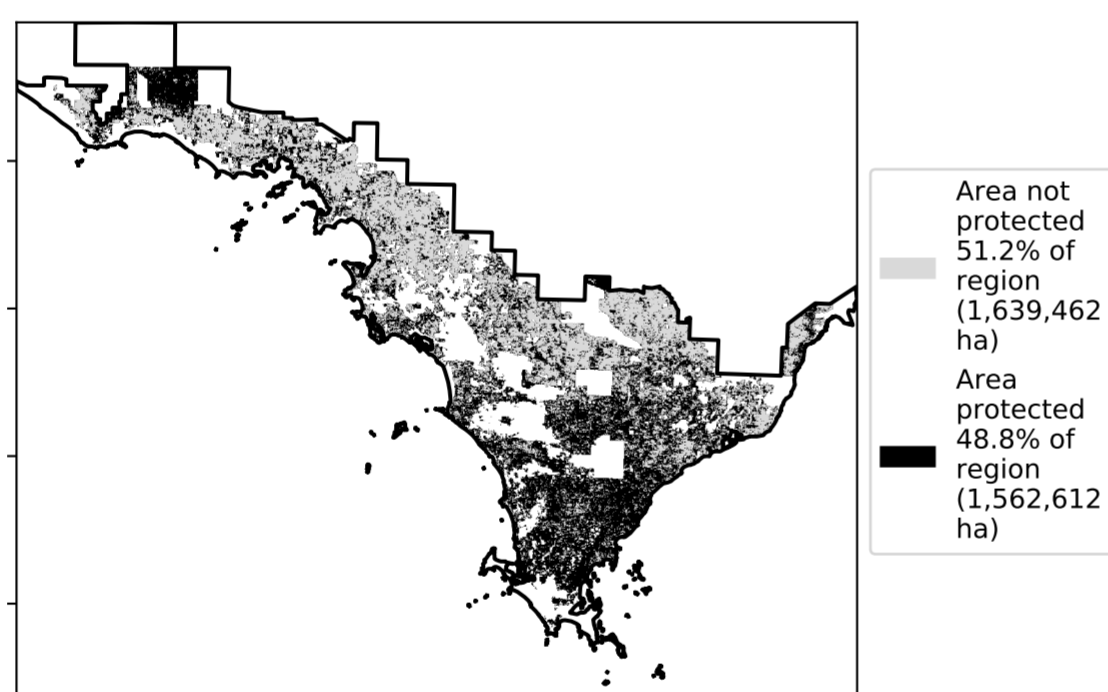 Area not
protected
51.2% of
region
(1,639,462
ha)
Area
protected
48.8% of
region
(1,562,612
ha)